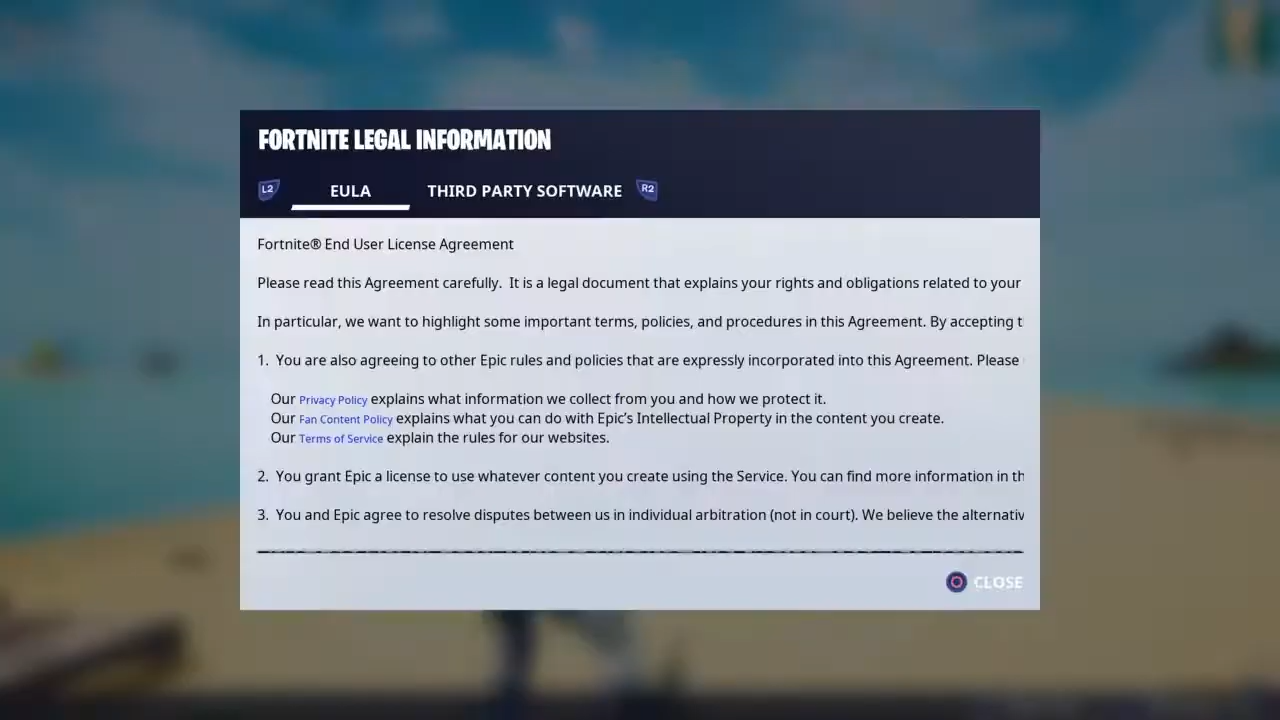 FORTNITE LEGAL INFORMATION
L2 EULA THIRD PARTY SOFTWARE R2
Fortnite® End User License Agreement
Please read this Agreement carefully.  It is a legal document that explains your rights and obligations related to your
In particular, we want to highlight some important terms, policies, and procedures in this Agreement. By accepting
1.  You are also agreeing to other Epic rules and policies that are expressly incorporated into this Agreement. Please
Our Privacy Policy explains what information we collect from you and how we protect it.
Our Fan Content Policy explains what you can do with Epic’s Intellectual Property in the content you create.
Our Terms of Service explain the rules for our websites.
2.  You grant Epic a license to use whatever content you create using the Service. You can find more information in th
3.  You and Epic agree to resolve disputes between us in individual arbitration (not in court). We believe the alternativ
CLOSE